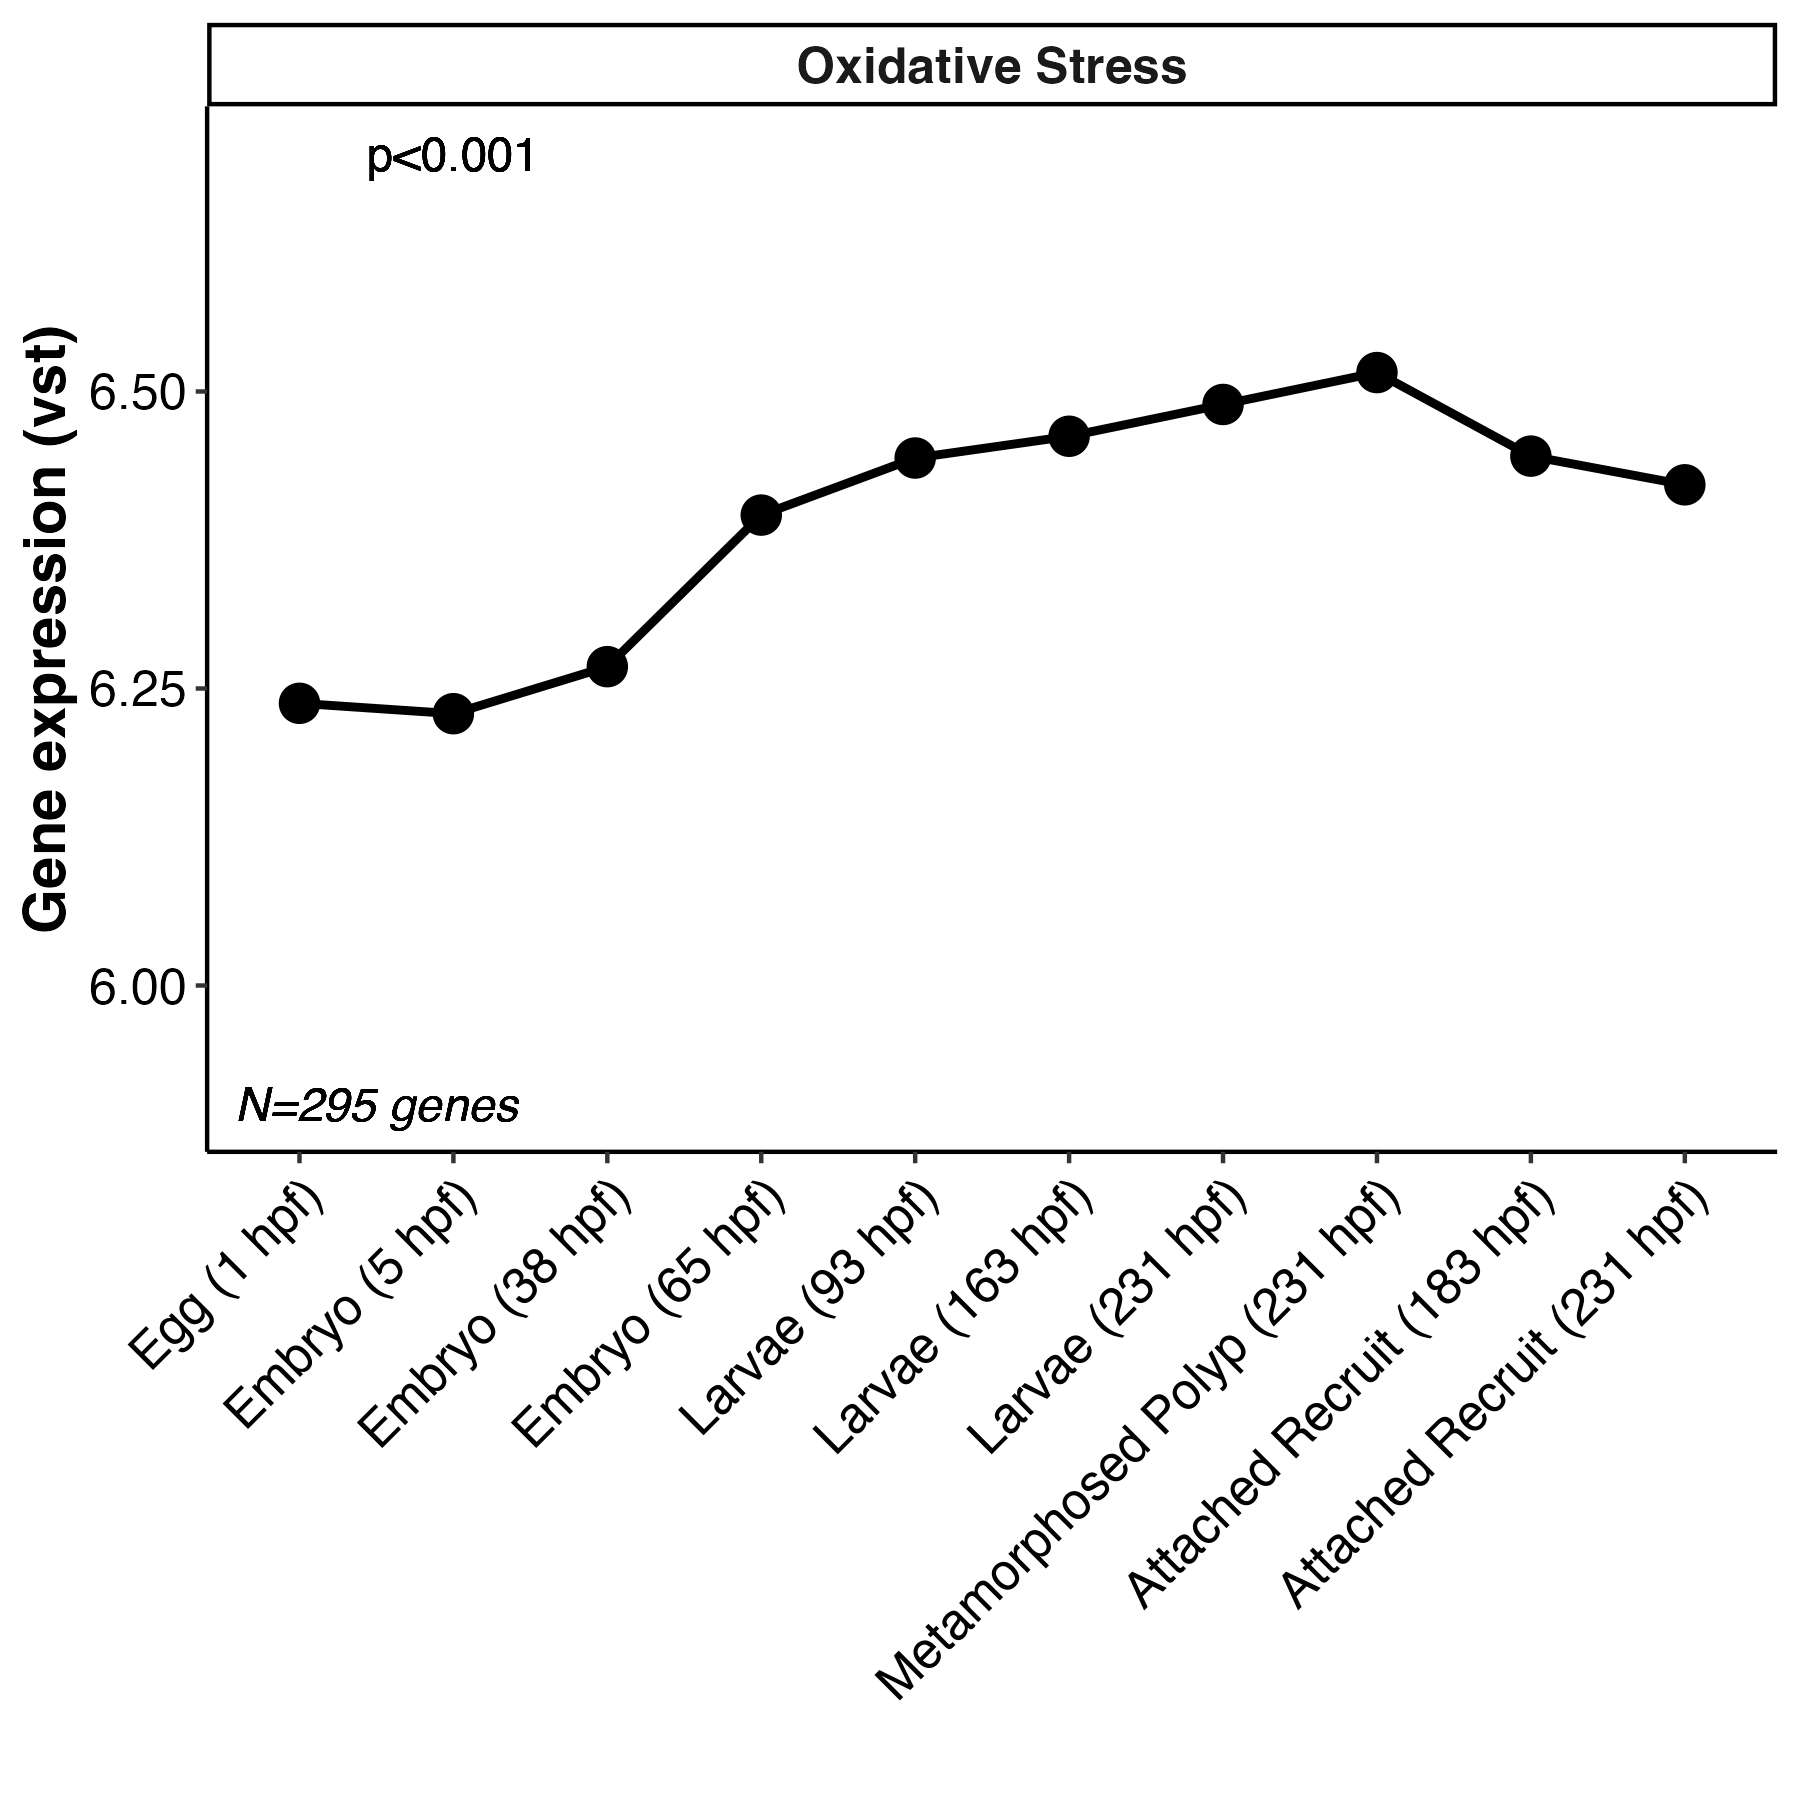 Oxidative Stress
p<0.001
Gene expression (vst)
6.50
6.25
6.00
N=295 genes
Egg (1 hpf)
Embryo (5 hpf)
Embryo (38 hpf)
Embryo (65 hpf)
Larvae (93 hpf)
Larvae (163 hpf)
Larvae (231 hpf)
Metamorphosed Polyp (231 hpf)
Attached Recruit (183 hpf)
Attached Recruit (231 hpf)